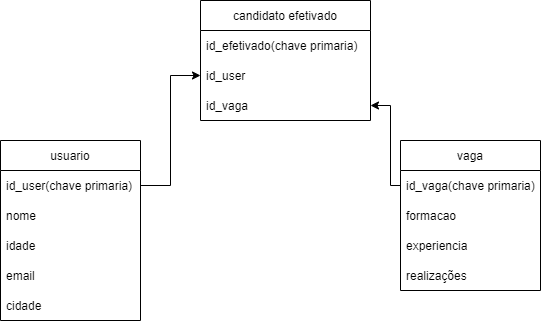 candidato efetivado
id_efetivado(chave primaria)
id_user
id_vaga
usuario
id_user(chave primaria)
nome
idade
email
cidade
vaga
id_vaga(chave primaria)
formacao
experiencia
realizações